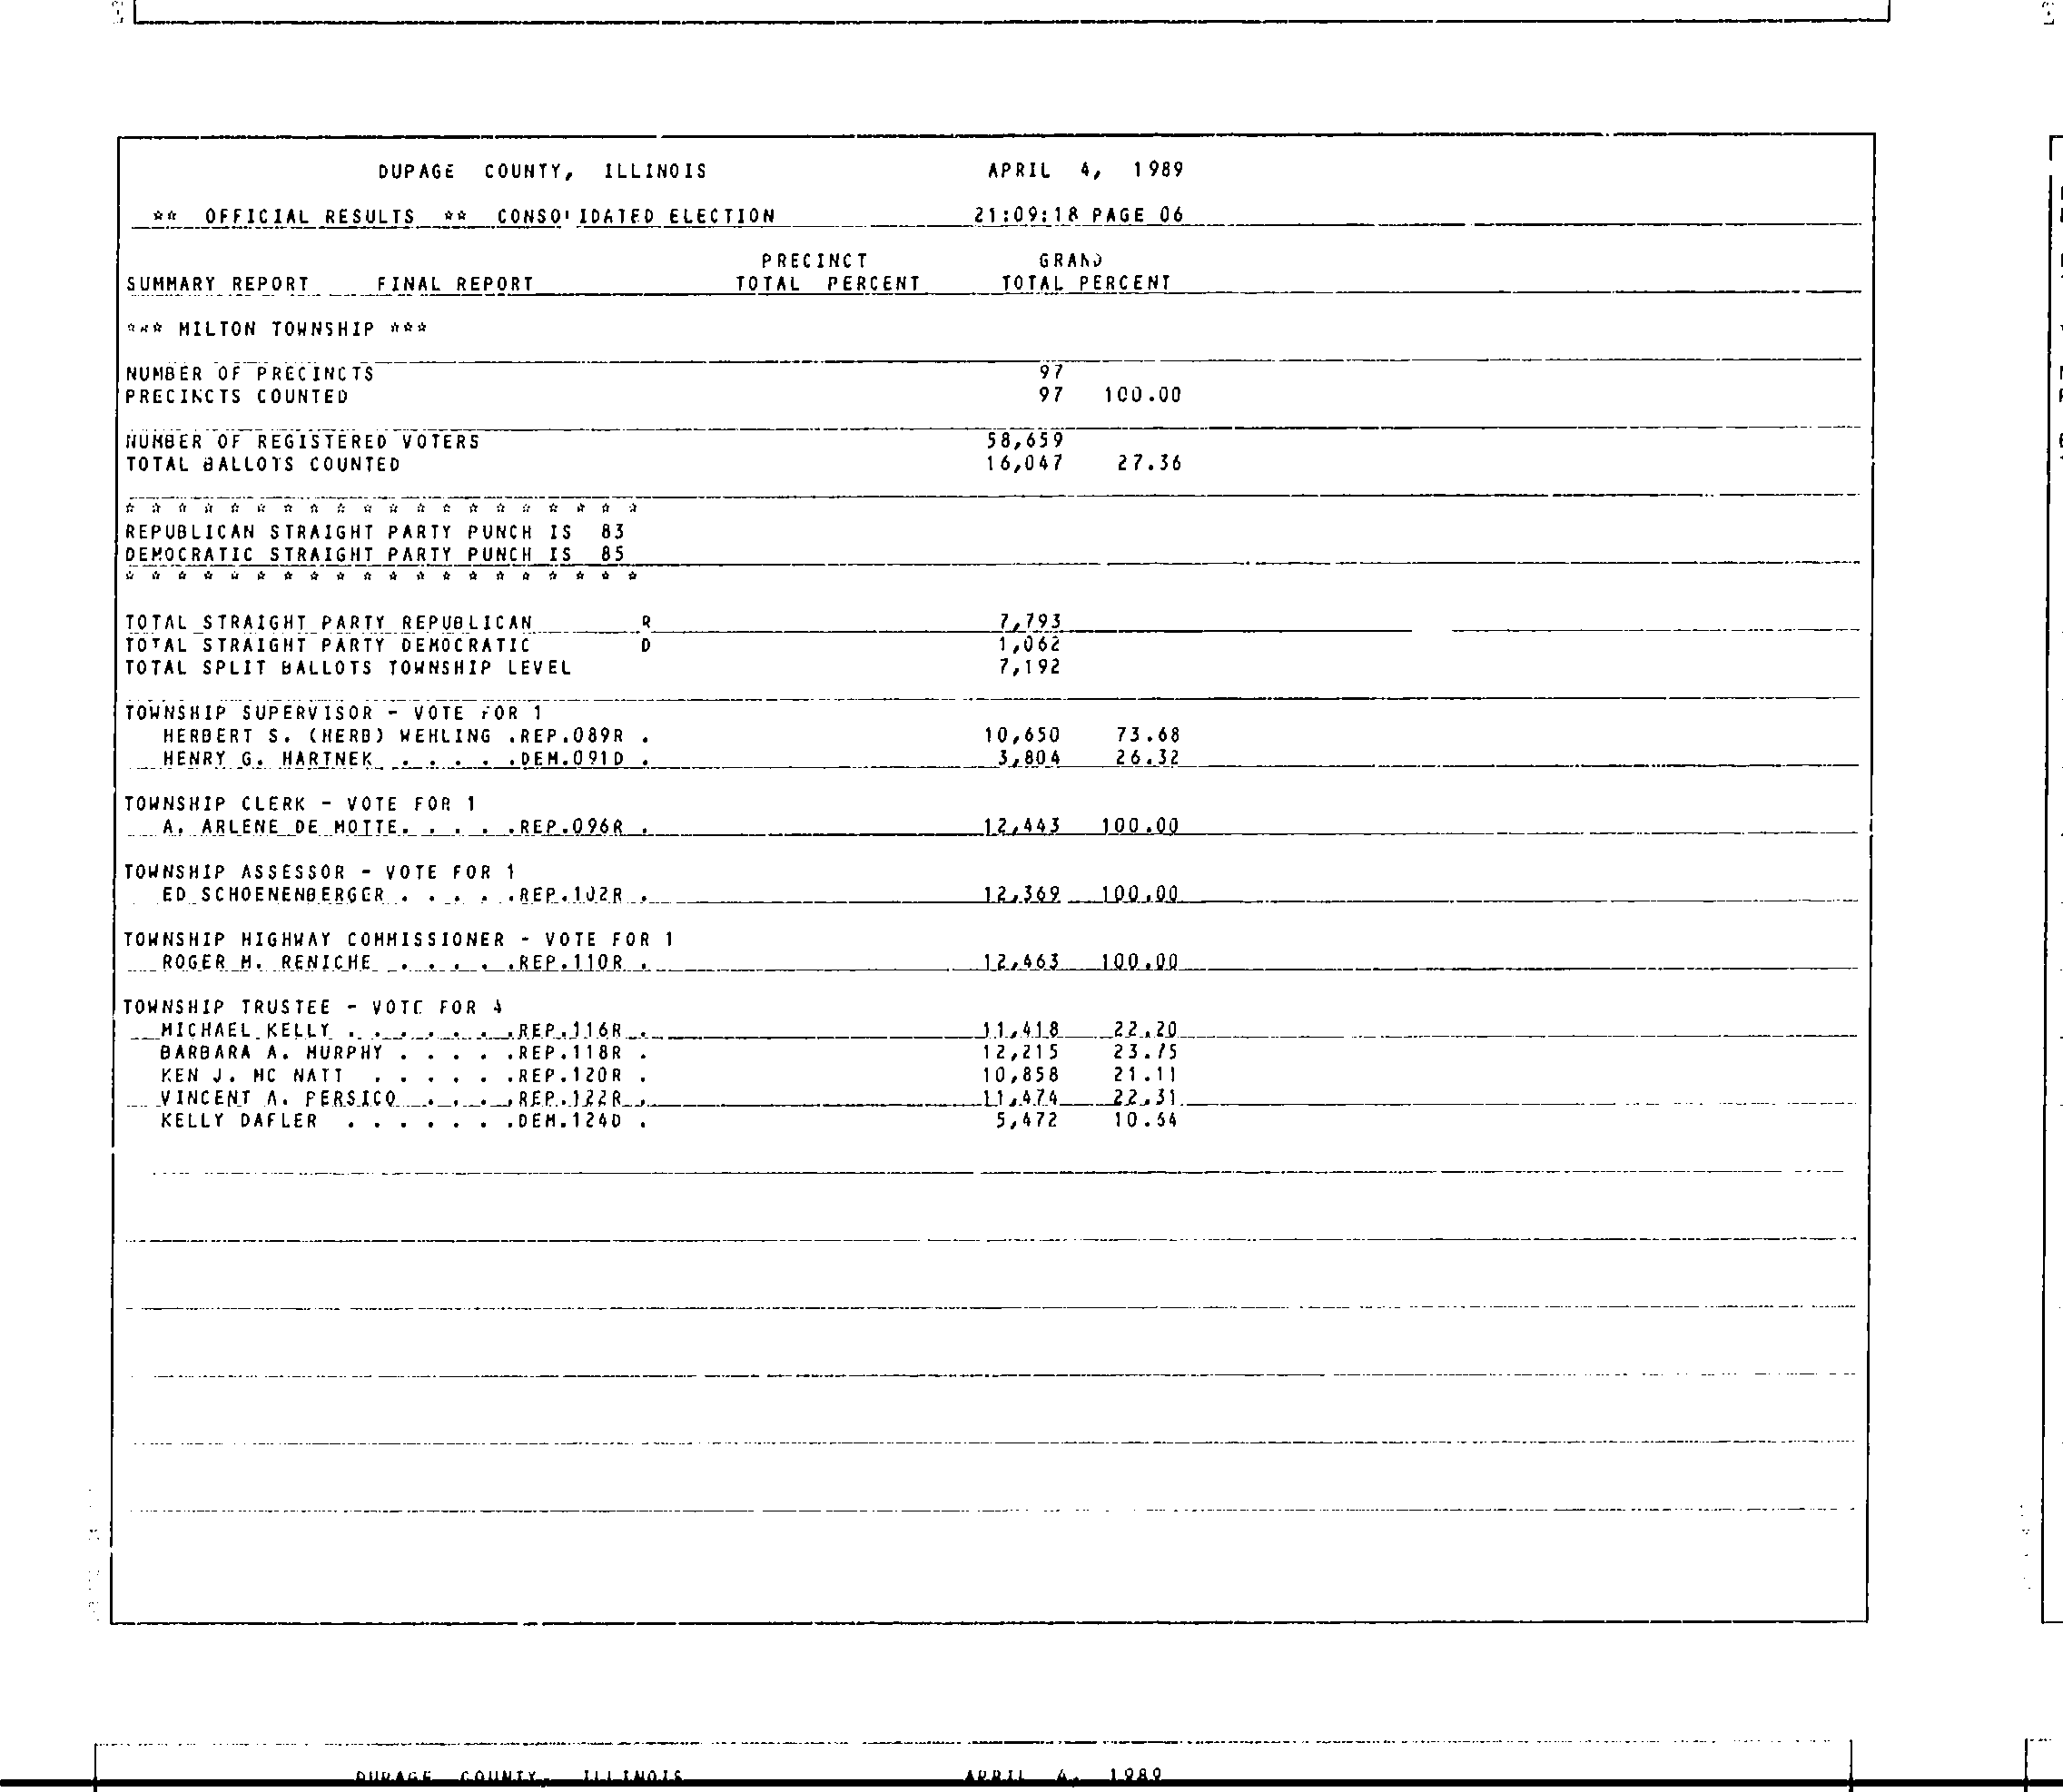 DUPAGE COUNTY, ILLINOIS APRIL 4, 1989
** OFFICIAL RESULTS ** CONSOLIDATED ELECTION 21:09:18 PAGE 06
PRECINCT GRAND
SUMMARY REPORT FINAL REPORT TOTAL PERCENT TOTAL PERCENT
*** MILTON TOWNSHIP ***
NUMBER OF PRECINCTS 97
PRECINCTS COUNTED 97 100.00
NUMBER OF REGISTERED VOTERS 58,659
TOTAL BALLOTS COUNTED 16,047 27.36
* * * * * * * * * * * * * * * * * * * *
REPUBLICAN STRAIGHT PARTY PUNCH IS 83
DEMOCRATIC STRAIGHT PARTY PUNCH IS 85
* * * * * * * * * * * * * * * * * * * *
TOTAL STRAIGHT PARTY REPUBLICAN R 7,793
TOTAL STRAIGHT PARTY DEMOCRATIC D 1,062
TOTAL SPLIT BALLOTS TOWNSHIP LEVEL 7,192
TOWNSHIP SUPERVISOR - VOTE FOR 1
HERBERT S. (HERB) WEHLING .REP.089R . 10,650 73.68
HENRY G. HARTNEK . . . . .DEM.091D . 3,804 26.32
TOWNSHIP CLERK - VOTE FOR 1
A. ARLENE DE MOTTE. . . . .REP.096R . 12,443 100.00
TOWNSHIP ASSESSOR - VOTE FOR 1
ED SCHOENENBERGER . . . . .REP.102R . 12,369 100.00
TOWNSHIP HIGHWAY COMMISSIONER - VOTE FOR 1
ROGER M. RENICHE . . . . .REP.110R . 12,463 100.00
TOWNSHIP TRUSTEE - VOTE FOR 4
MICHAEL KELLY . . . . . . .REP.116R . 11,418 22.20
BARBARA A. MURPHY . . . . .REP.118R . 12,215 23.75
KEN J. MC NATT . . . . . .REP.120R . 10,858 21.11
VINCENT A. PERSICO . . . .REP.122R . 11,474 22.31
KELLY DAFLER . . . . . . .DEM.124D . 5,472 10.64
DUPAGE COUNTY, ILLINOIS APRIL 4, 1989